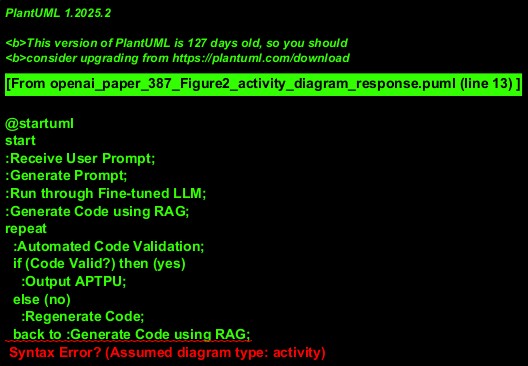 PlantUML 1.2025.2
<b>This version of PlantUML is 127 days old, so you should
<b>consider upgrading from https://plantuml.com/download
[From openai_paper_387_Figure2_activity_diagram_response.puml (line 13) ]
@startuml
start
:Receive User Prompt;
:Generate Prompt;
:Run through Fine-tuned LLM;
:Generate Code using RAG;
repeat
:Automated Code Validation;
if (Code Valid?) then (yes)
:Output APTPU;
else (no)
:Regenerate Code;
back to :Generate Code using RAG;
Syntax Error? (Assumed diagram type: activity)